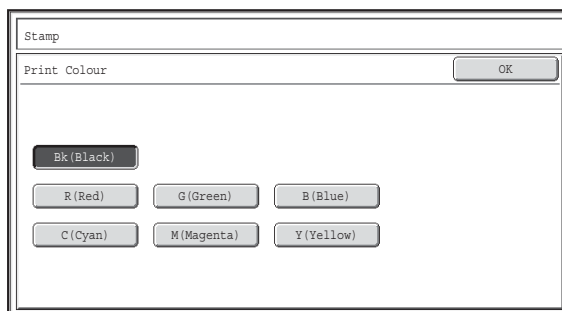 Stamp
Print Colour OK
Bk(Black)
R(Red) G(Green) B(Blue)
C(Cyan) M(Magenta) Y(Yellow)